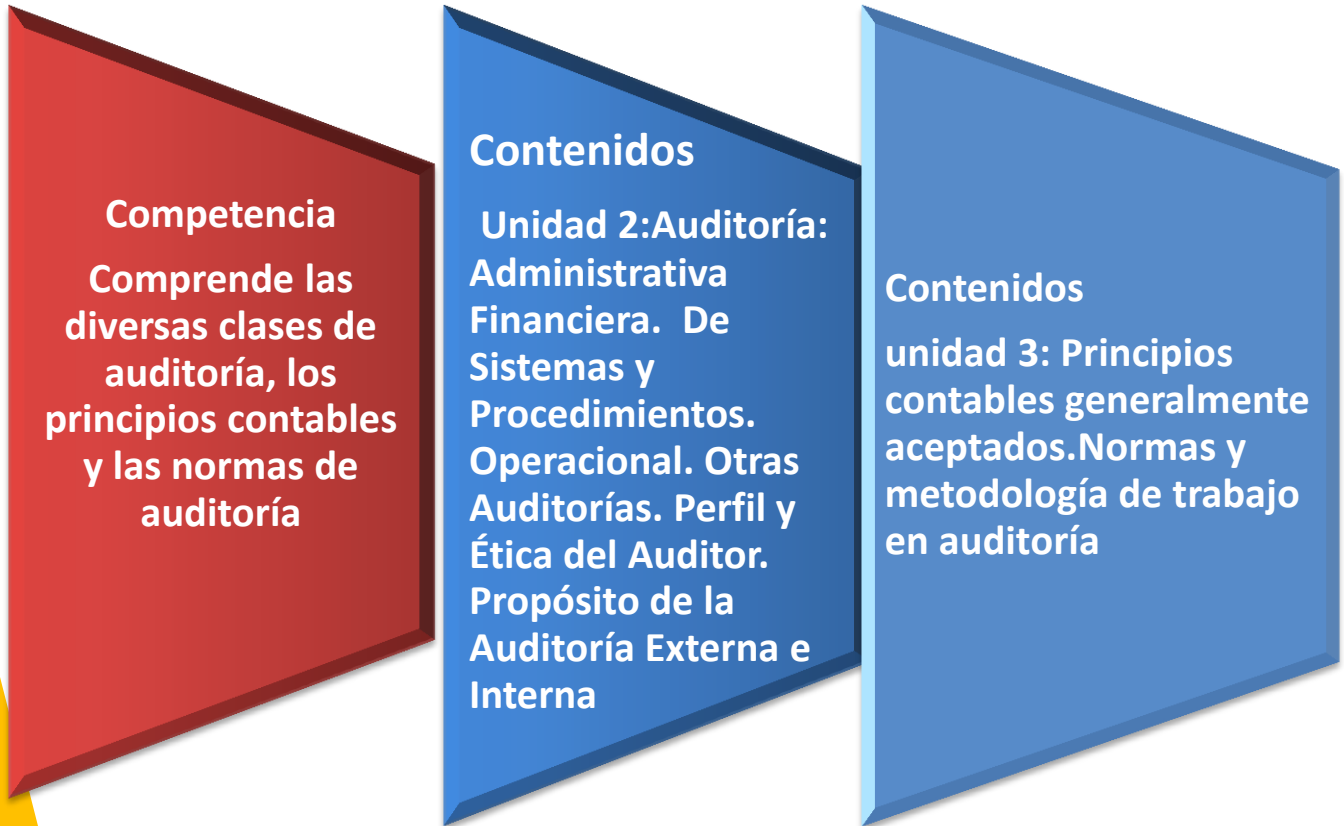 Competencia
Comprende las
diversas clases de
auditoría, los
principios contables
y las normas de
auditoría
Contenidos
Unidad 2:Auditoría:
Administrativa
Financiera. De
Sistemas y
Procedimientos.
Operacional. Otras
Auditorías. Perfil y
Ética del Auditor.
Propósito de la
Auditoría Externa e
Interna
Contenidos
unidad 3: Principios
contables generalmente
aceptados.Normas y
metodología de trabajo
en auditoría